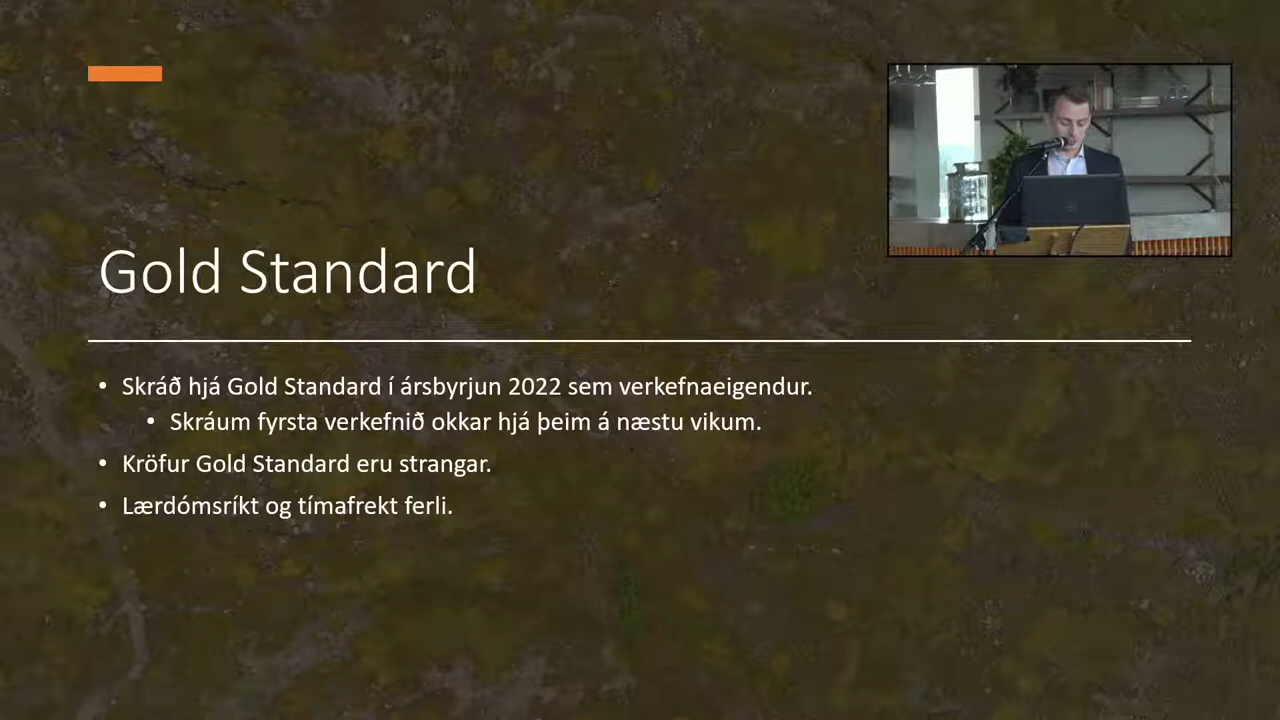 Gold Standard
• Skráð hjá Gold Standard í ársbyrjun 2022 sem verkefnaeigendur.
• Skráum fyrsta verkefnið okkar hjá þeim á næstu vikum.
• Kröfur Gold Standard eru strangar.
• Lærdómsríkt og tímafrekt ferli.